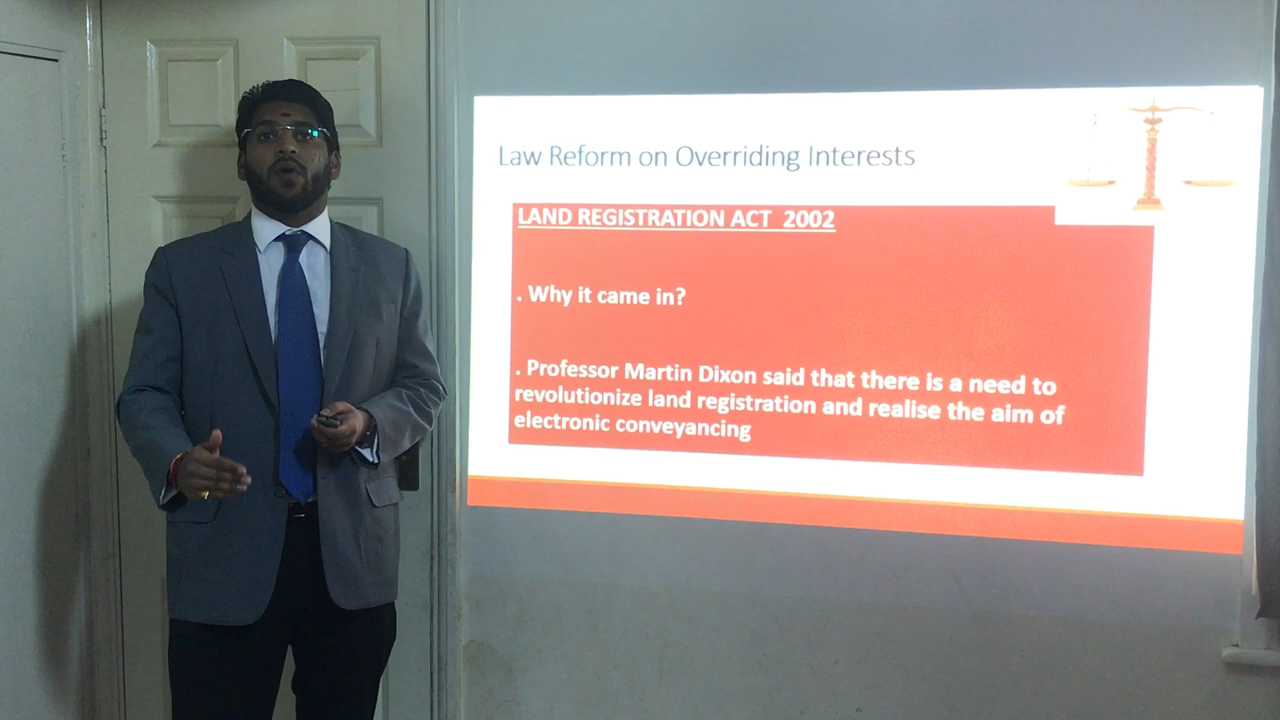 Law Reform on Overriding Interests
LAND REGISTRATION ACT 2002
. Why it came in?
. Professor Martin Dixon said that there is a need to
revolutionize land registration and realise the aim of
electronic conveyancing